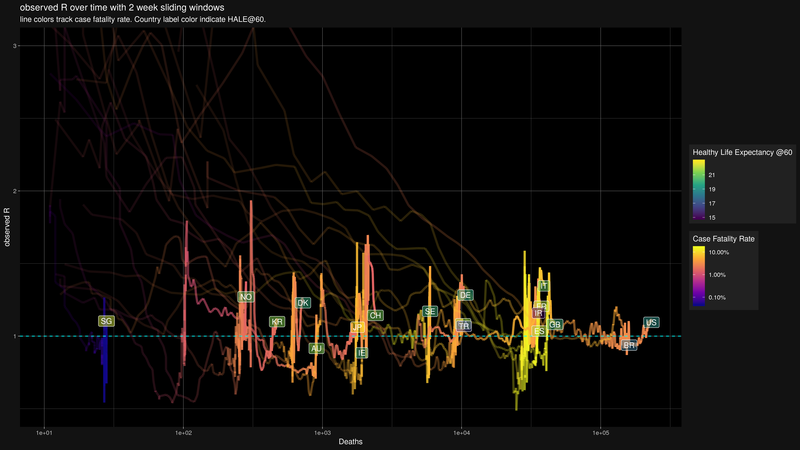 observed R over time with 2 week sliding windows
line colors track case fatality rate. Country label color indicate HALE@60.
3
2
1
observed R
SG
NO
KR
DK
AU
JP
IE
CH
SE
DE
TR
IT
IR
ES
GB
BR
US
1e+01
1e+02
1e+03
1e+04
1e+05
Deaths
Healthy Life Expectancy @60
21
19
17
15
Case Fatality Rate
10.00%
1.00%
0.10%